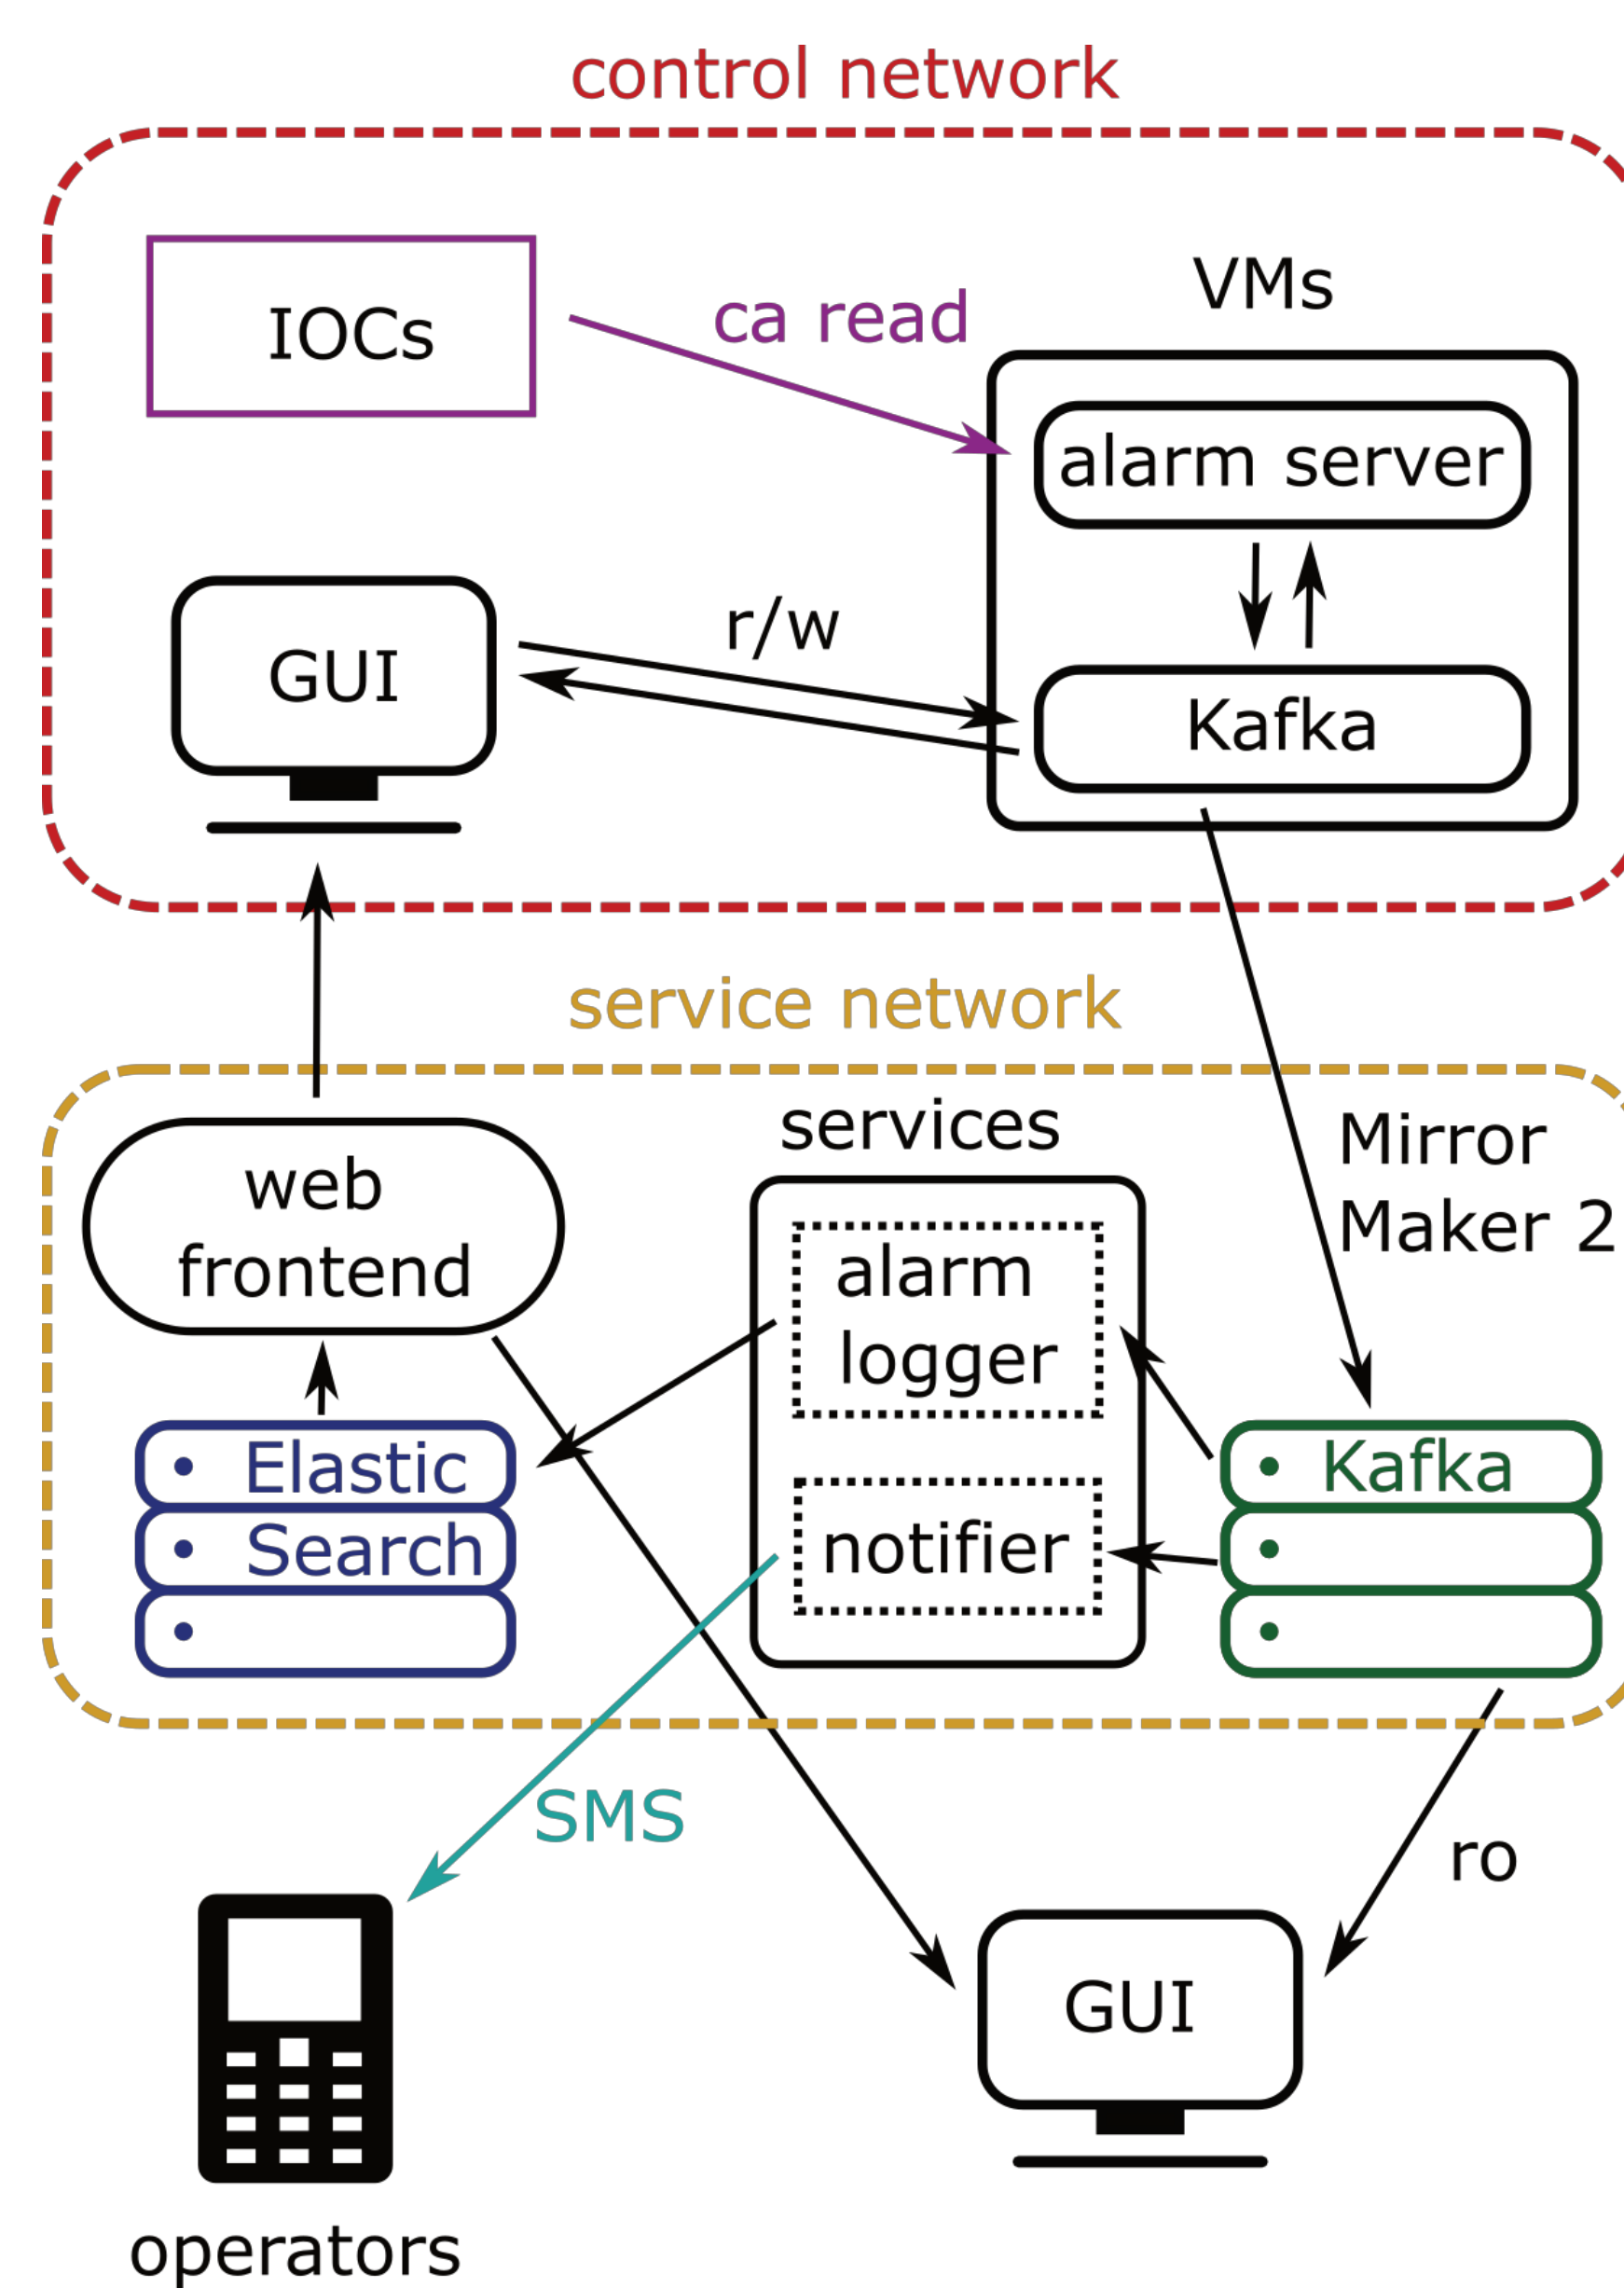 control network
IOCs
ca read
VMs
alarm server
GUI
r/w
Kafka
service network
web
frontend
services
alarm
logger
notifier
Mirror
Maker 2
Elastic
Search
Kafka
SMS
ro
GUI
operators